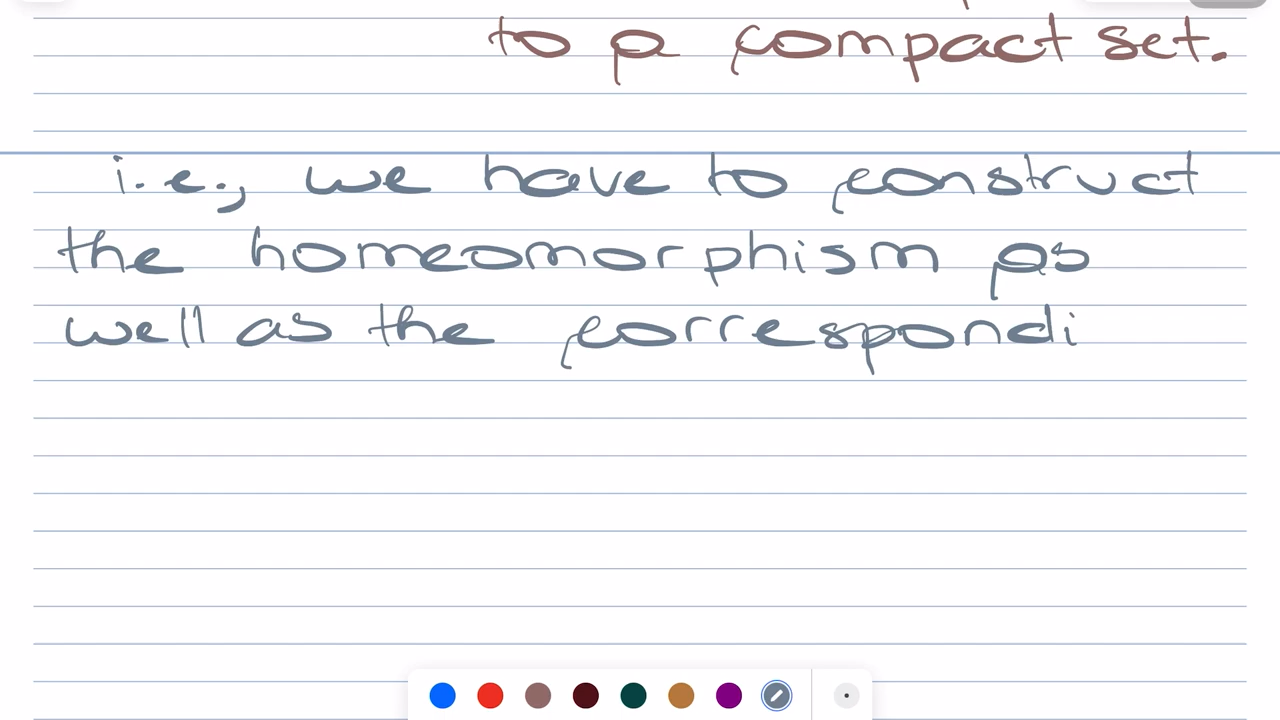 to a compact set.
i.e., we have to construct
the homeomorphism as
well as the correspondi